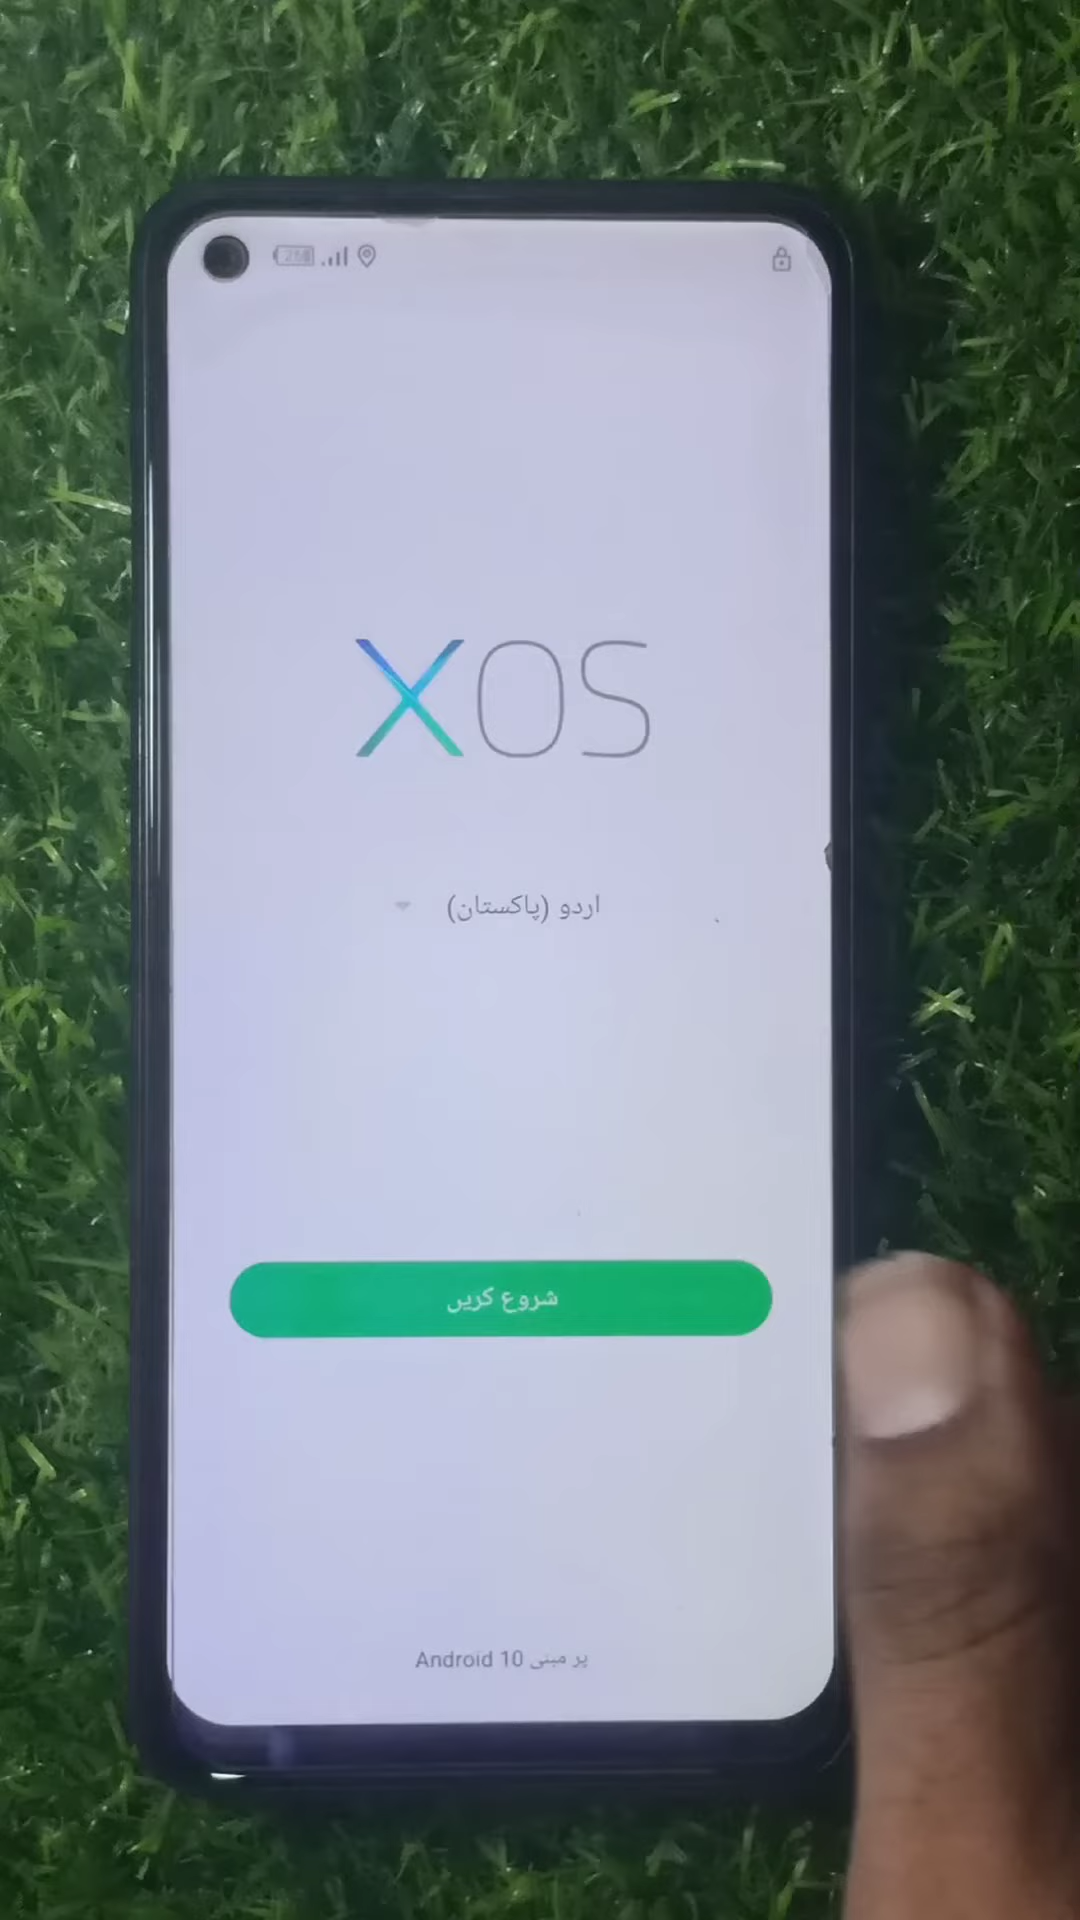 XOS
اردو (پاکستان)
شروع کریں
پر مبنی Android 10